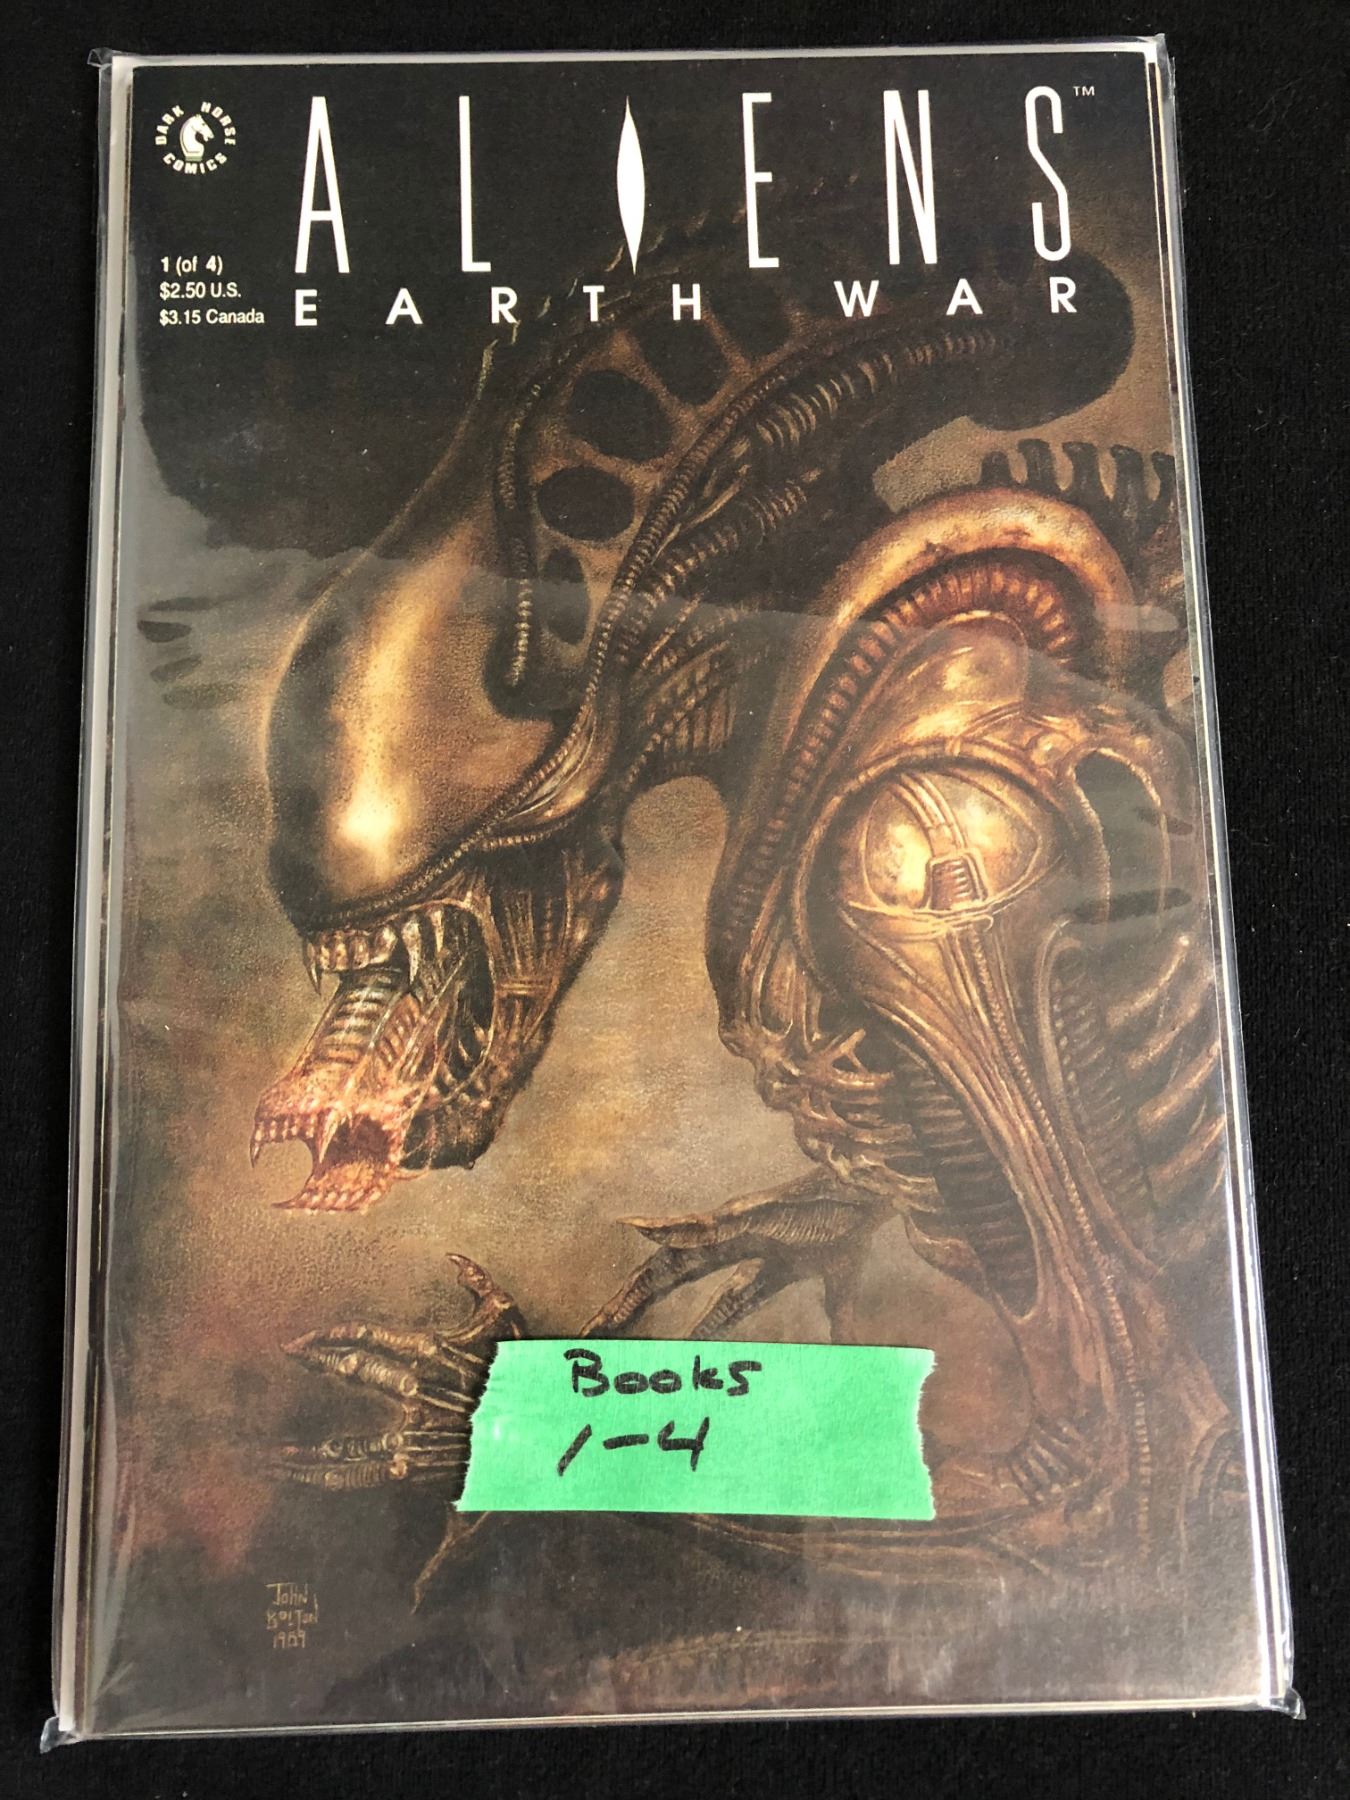 DARK HORSE COMICS
ALIENS™
1 (of 4)
$2.50 U.S.
$3.15 Canada
EARTH WAR
Books
1-4
JOHN
BOLTON
1989